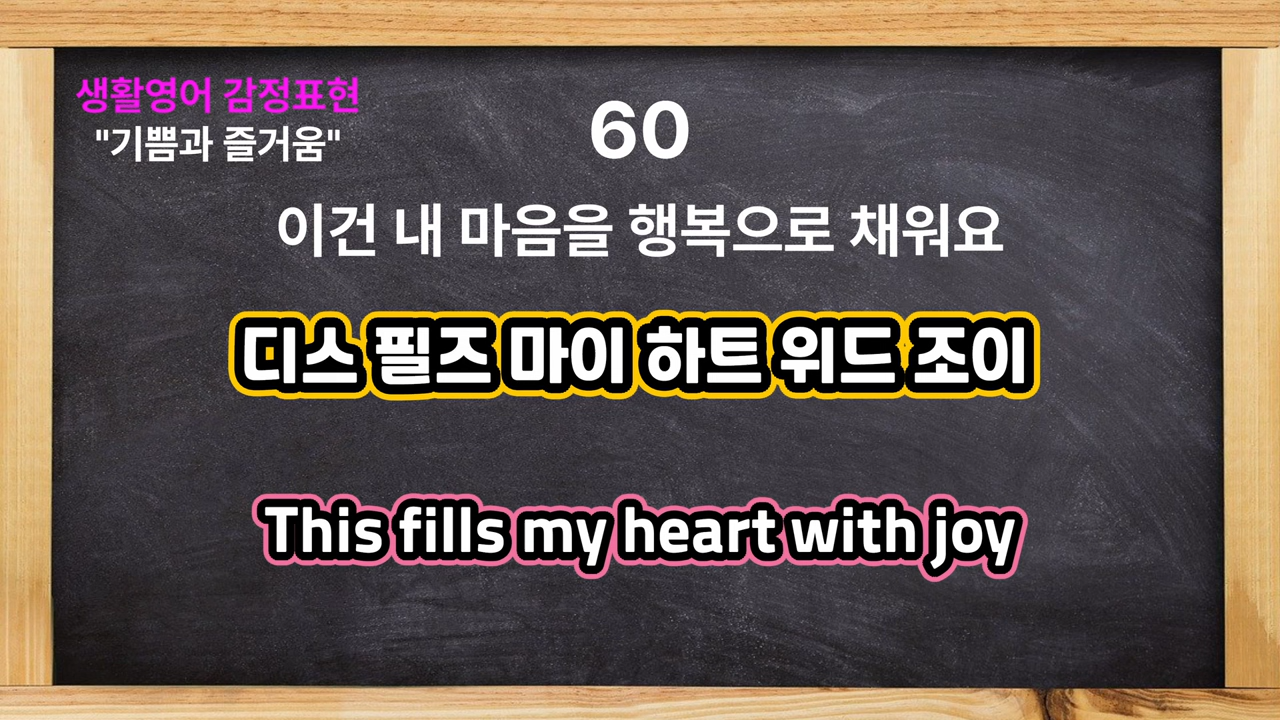 생활영어 감정표현
"기쁨과 즐거움"
60
이건 내 마음을 행복으로 채워요
디스 필즈 마이 하트 위드 조이
This fills my heart with joy